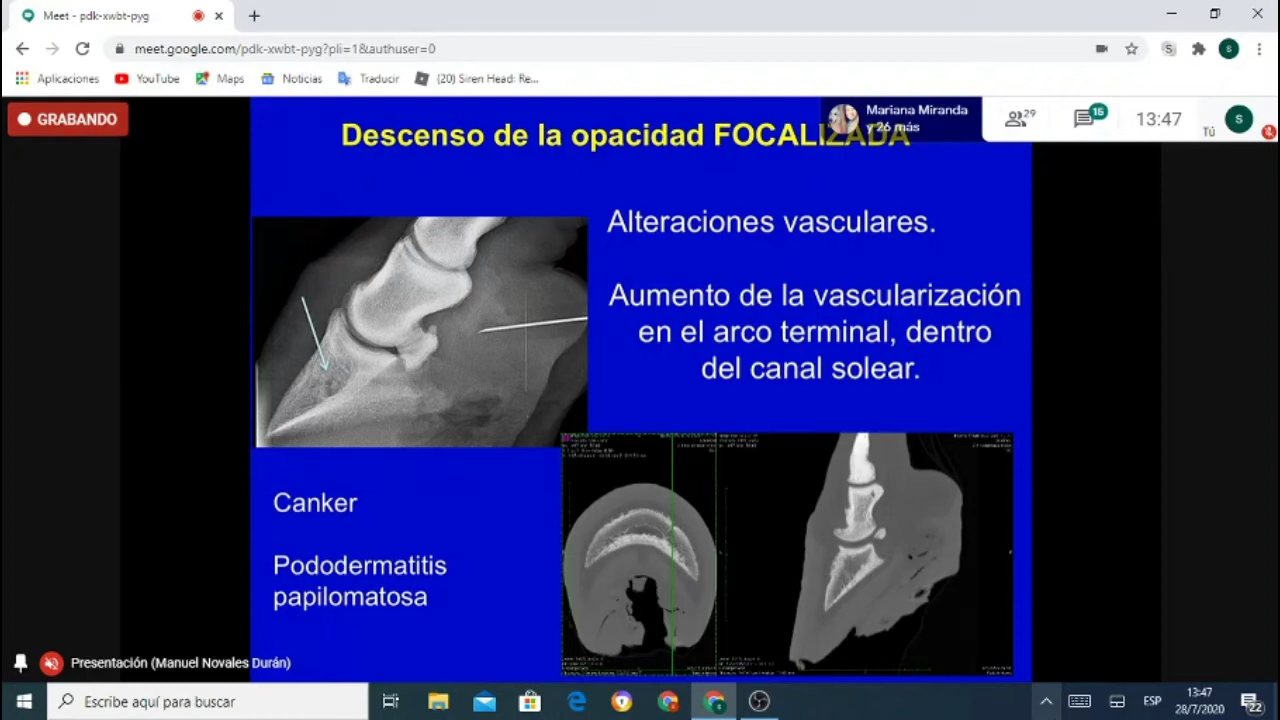 Meet - pdk-xwbt-pyg
meet.google.com/pdk-xwbt-pyg?pli=1&authuser=0
Aplicaciones
YouTube
Maps
Noticias
Traducir
(20) Siren Head: Re...
GRABANDO
Mariana Miranda
y 26 más
29
16
13:47
Tú
S
Descenso de la opacidad FOCALIZADA
Alteraciones vasculares.
Aumento de la vascularización
en el arco terminal, dentro
del canal solear.
Canker
Pododermatitis
papilomatosa
Presentación (Manuel Novales Durán)
Escribe aquí para buscar
ESP
13:47
28/7/2020
22